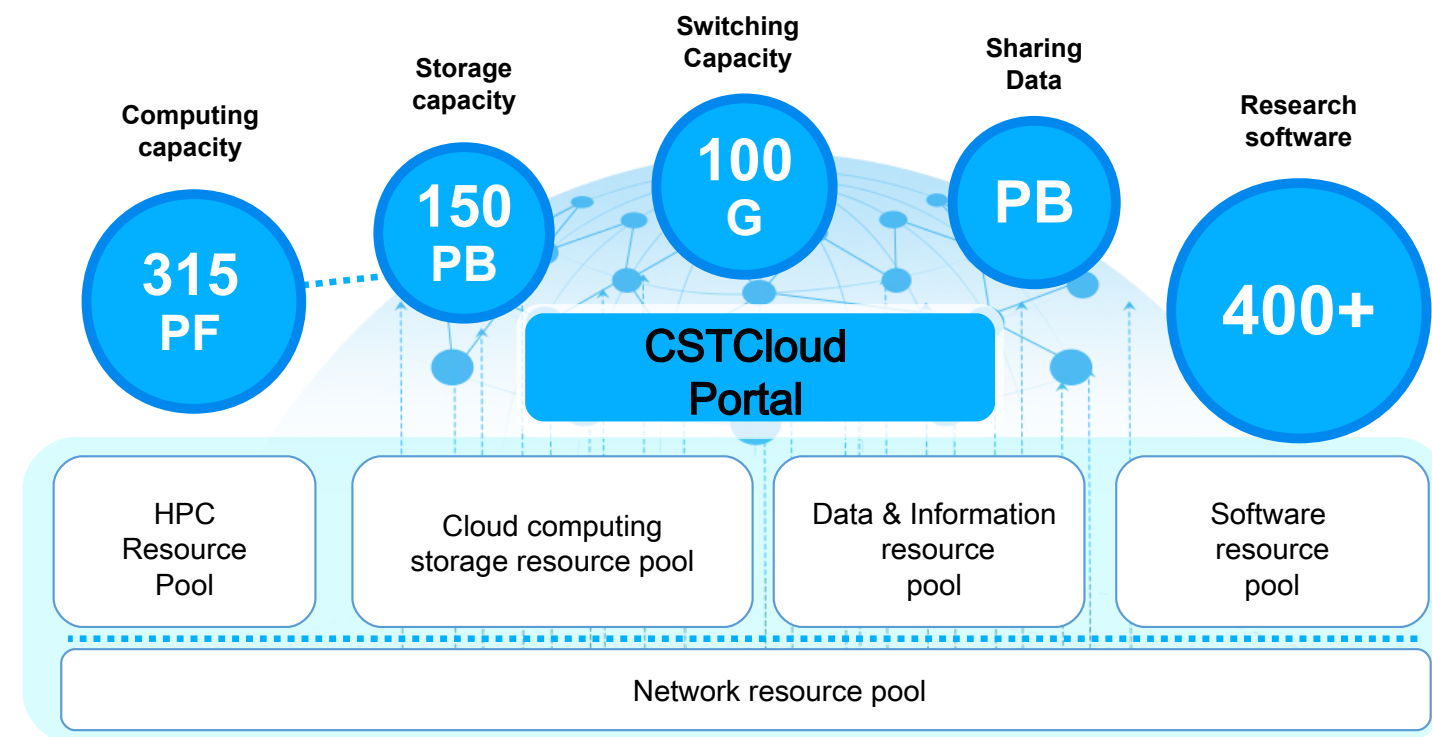 Computing
capacity
315
PF
Storage
capacity
150
PB
Switching
Capacity
100
G
Sharing
Data
PB
Research
software
400+
CSTCloud
Portal
HPC
Resource
Pool
Cloud computing
storage resource pool
Data & Information
resource
pool
Software
resource
pool
Network resource pool